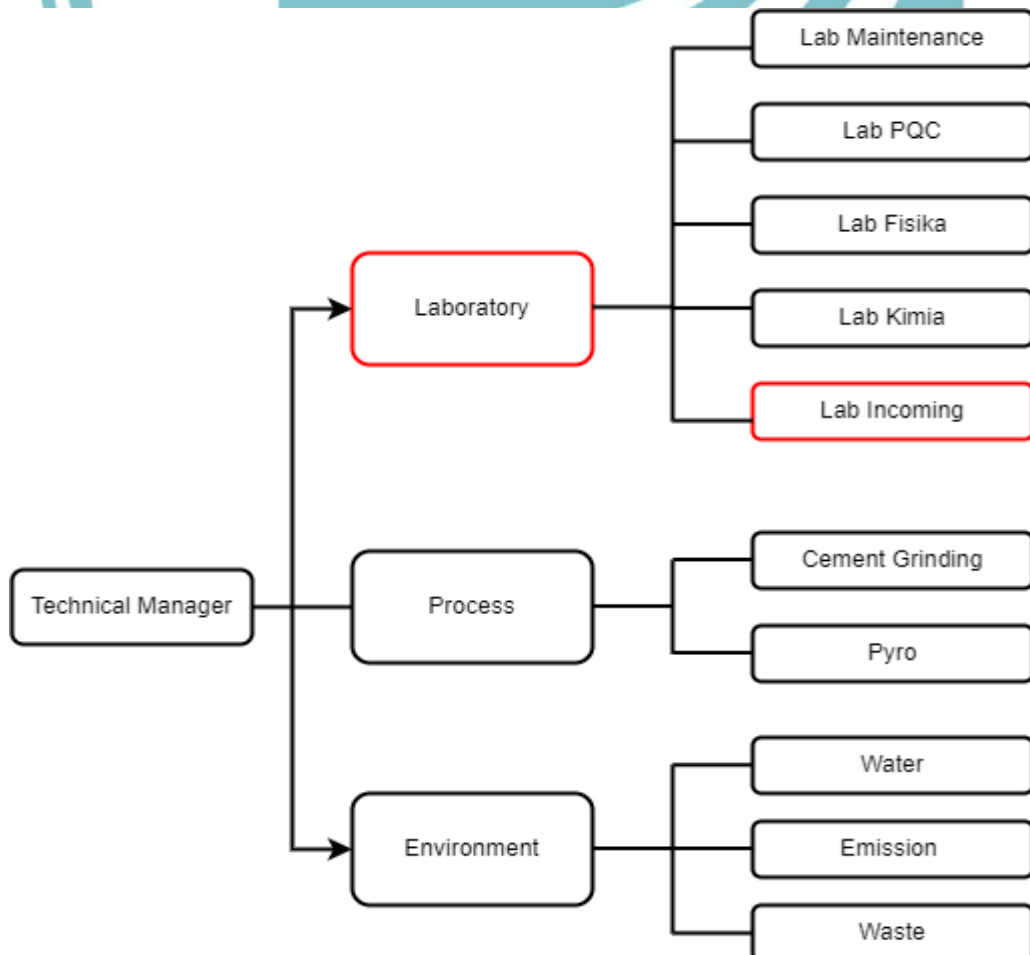 Lab Maintenance
Lab PQC
Lab Fisika
Laboratory
Lab Kimia
Lab Incoming
Cement Grinding
Technical Manager
Process
Pyro
Water
Environment
Emission
Waste